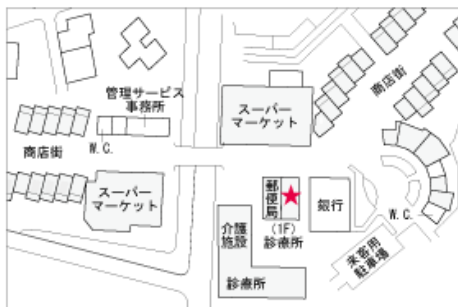 管理サービス
事務所
W.C.
商店街
スーパー
マーケット
スーパー
マーケット
商店街
郵便局
(1F)
診療所
銀行
W.C.
介護
施設
診療所
来客用
駐車場